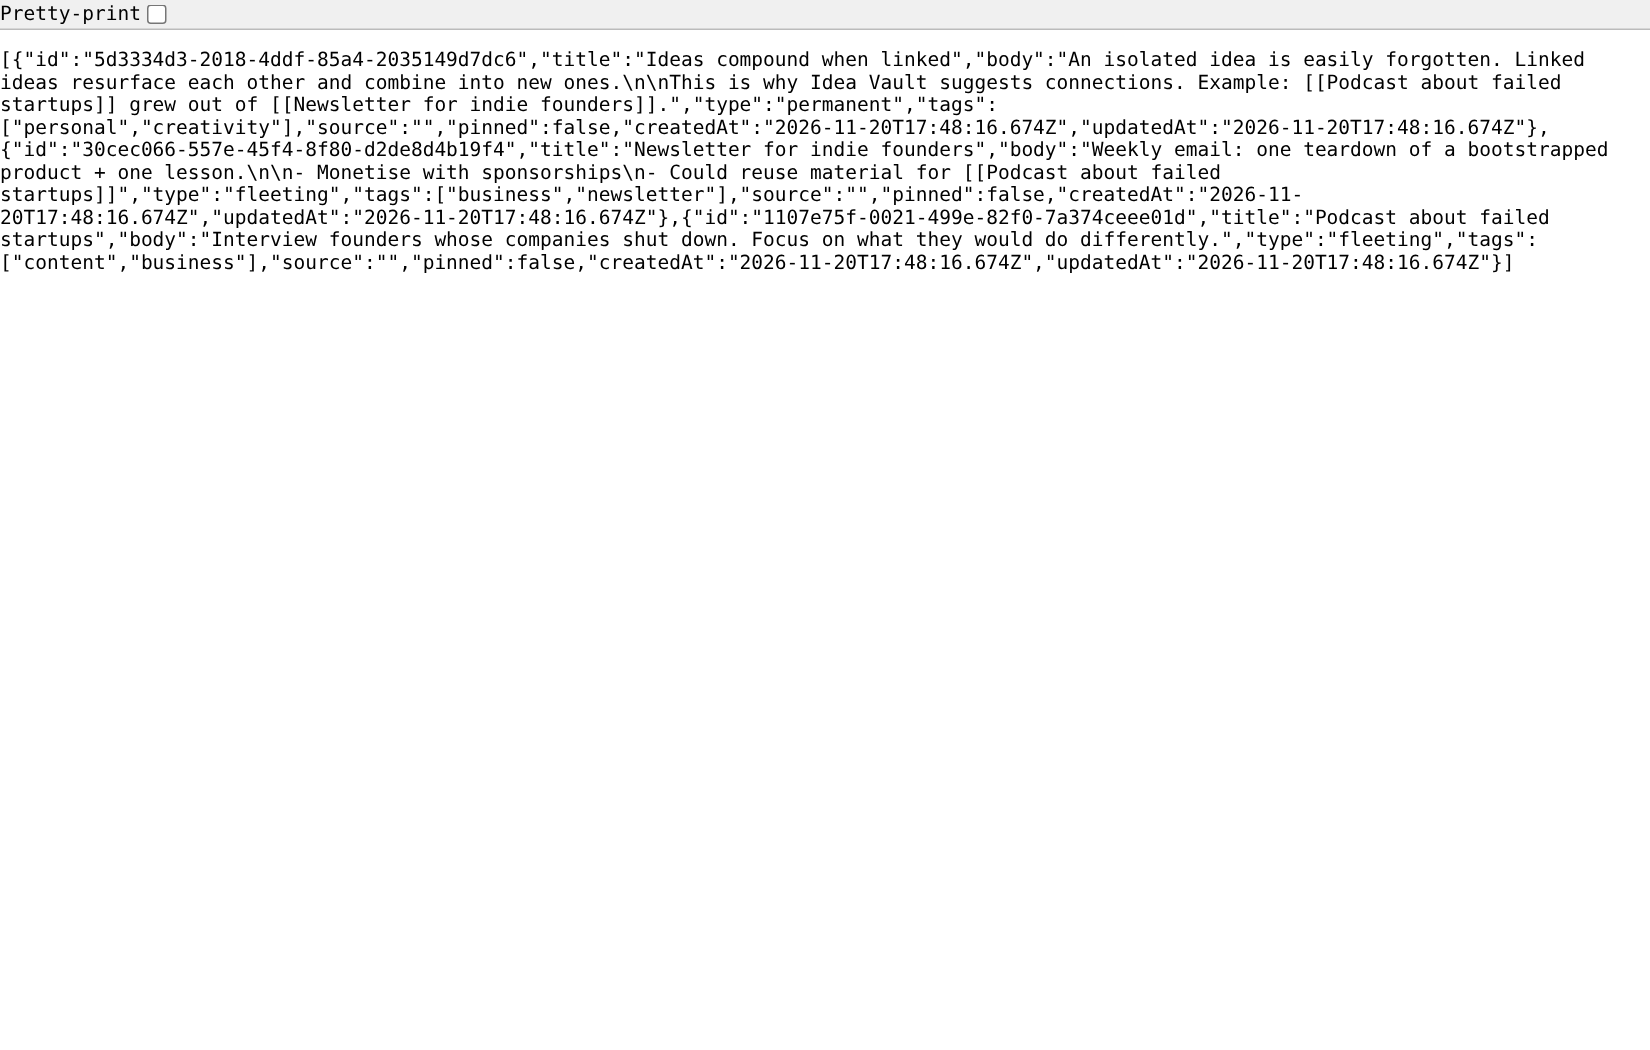 Pretty-print
[{"id":"5d3334d3-2018-4ddf-85a4-2035149d7dc6","title":"Ideas compound when linked","body":"An isolated idea is easily forgotten. Linked
ideas resurface each other and combine into new ones.\n\nThis is why Idea Vault suggests connections. Example: [[Podcast about failed
startups]] grew out of [[Newsletter for indie founders]].","type":"permanent","tags":
["personal","creativity"],"source":"","pinned":false,"createdAt":"2026-11-20T17:48:16.674Z","updatedAt":"2026-11-20T17:48:16.674Z"},
{"id":"30cec066-557e-45f4-8f80-d2de8d4b19f4","title":"Newsletter for indie founders","body":"Weekly email: one teardown of a bootstrapped
product + one lesson.\n\n- Monetise with sponsorships\n- Could reuse material for [[Podcast about failed
startups]]","type":"fleeting","tags":["business","newsletter"],"source":"","pinned":false,"createdAt":"2026-11-
20T17:48:16.674Z","updatedAt":"2026-11-20T17:48:16.674Z"},{"id":"1107e75f-0021-499e-82f0-7a374ceee01d","title":"Podcast about failed
startups","body":"Interview founders whose companies shut down. Focus on what they would do differently.","type":"fleeting","tags":
["content","business"],"source":"","pinned":false,"createdAt":"2026-11-20T17:48:16.674Z","updatedAt":"2026-11-20T17:48:16.674Z"}]